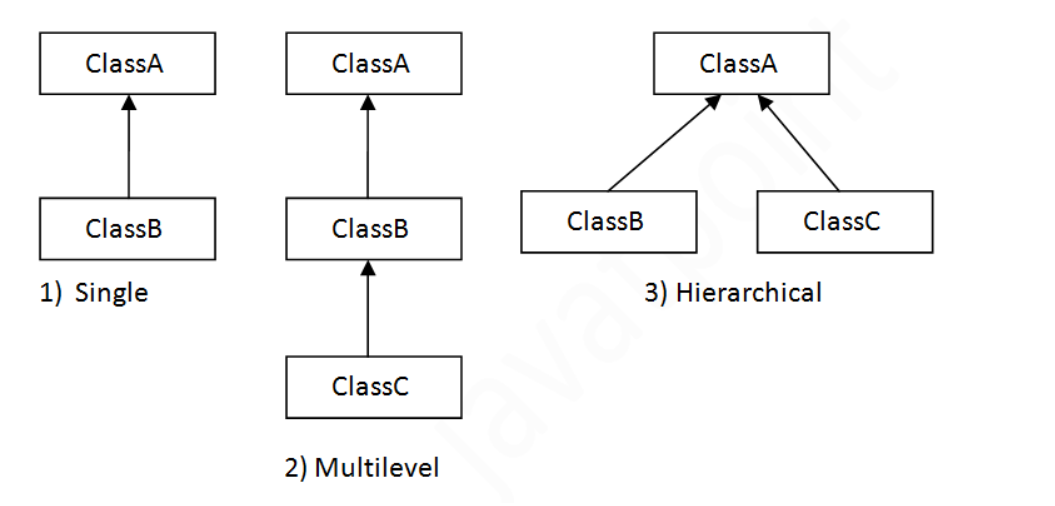 ClassA
ClassB
1) Single
ClassA
ClassB
ClassC
2) Multilevel
ClassA
ClassB
ClassC
3) Hierarchical